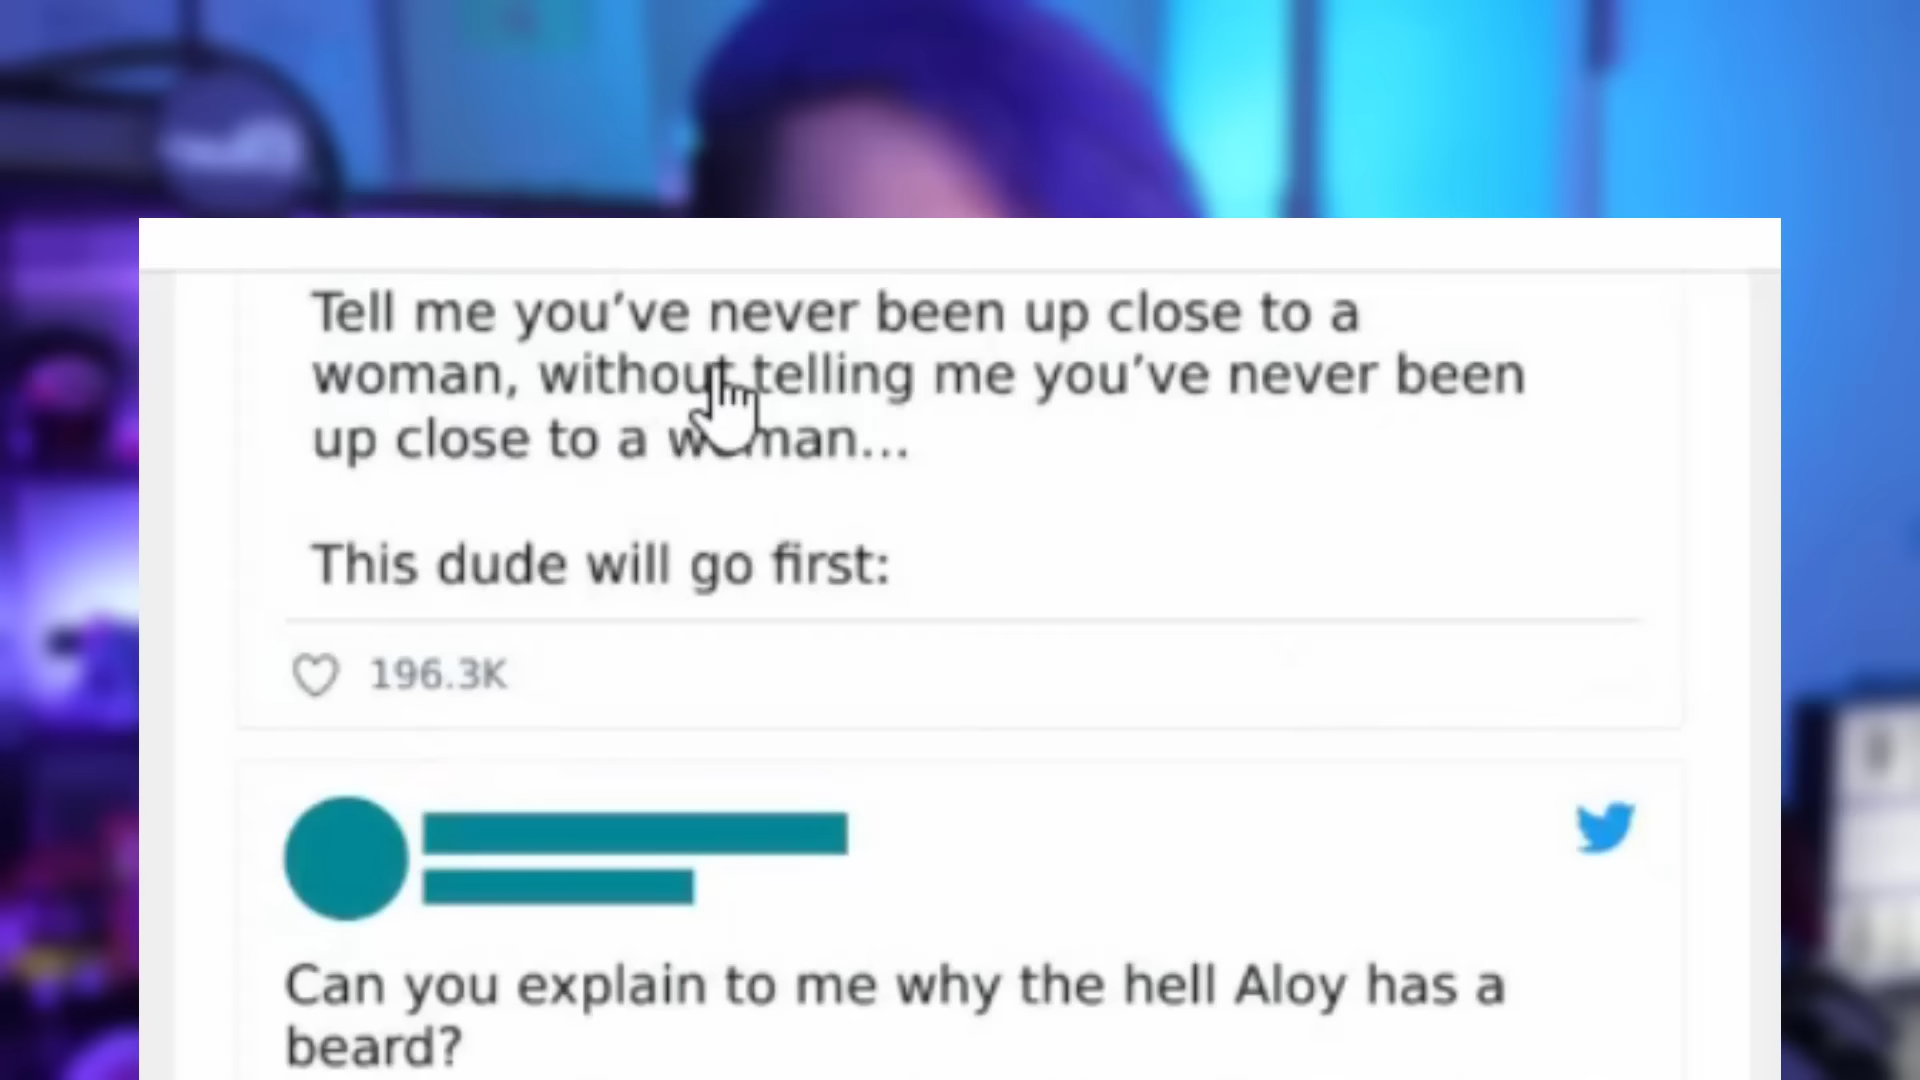 Tell me you’ve never been up close to a
woman, without telling me you’ve never been
up close to a woman...
This dude will go first:
196.3K
Can you explain to me why the hell Aloy has a
beard?